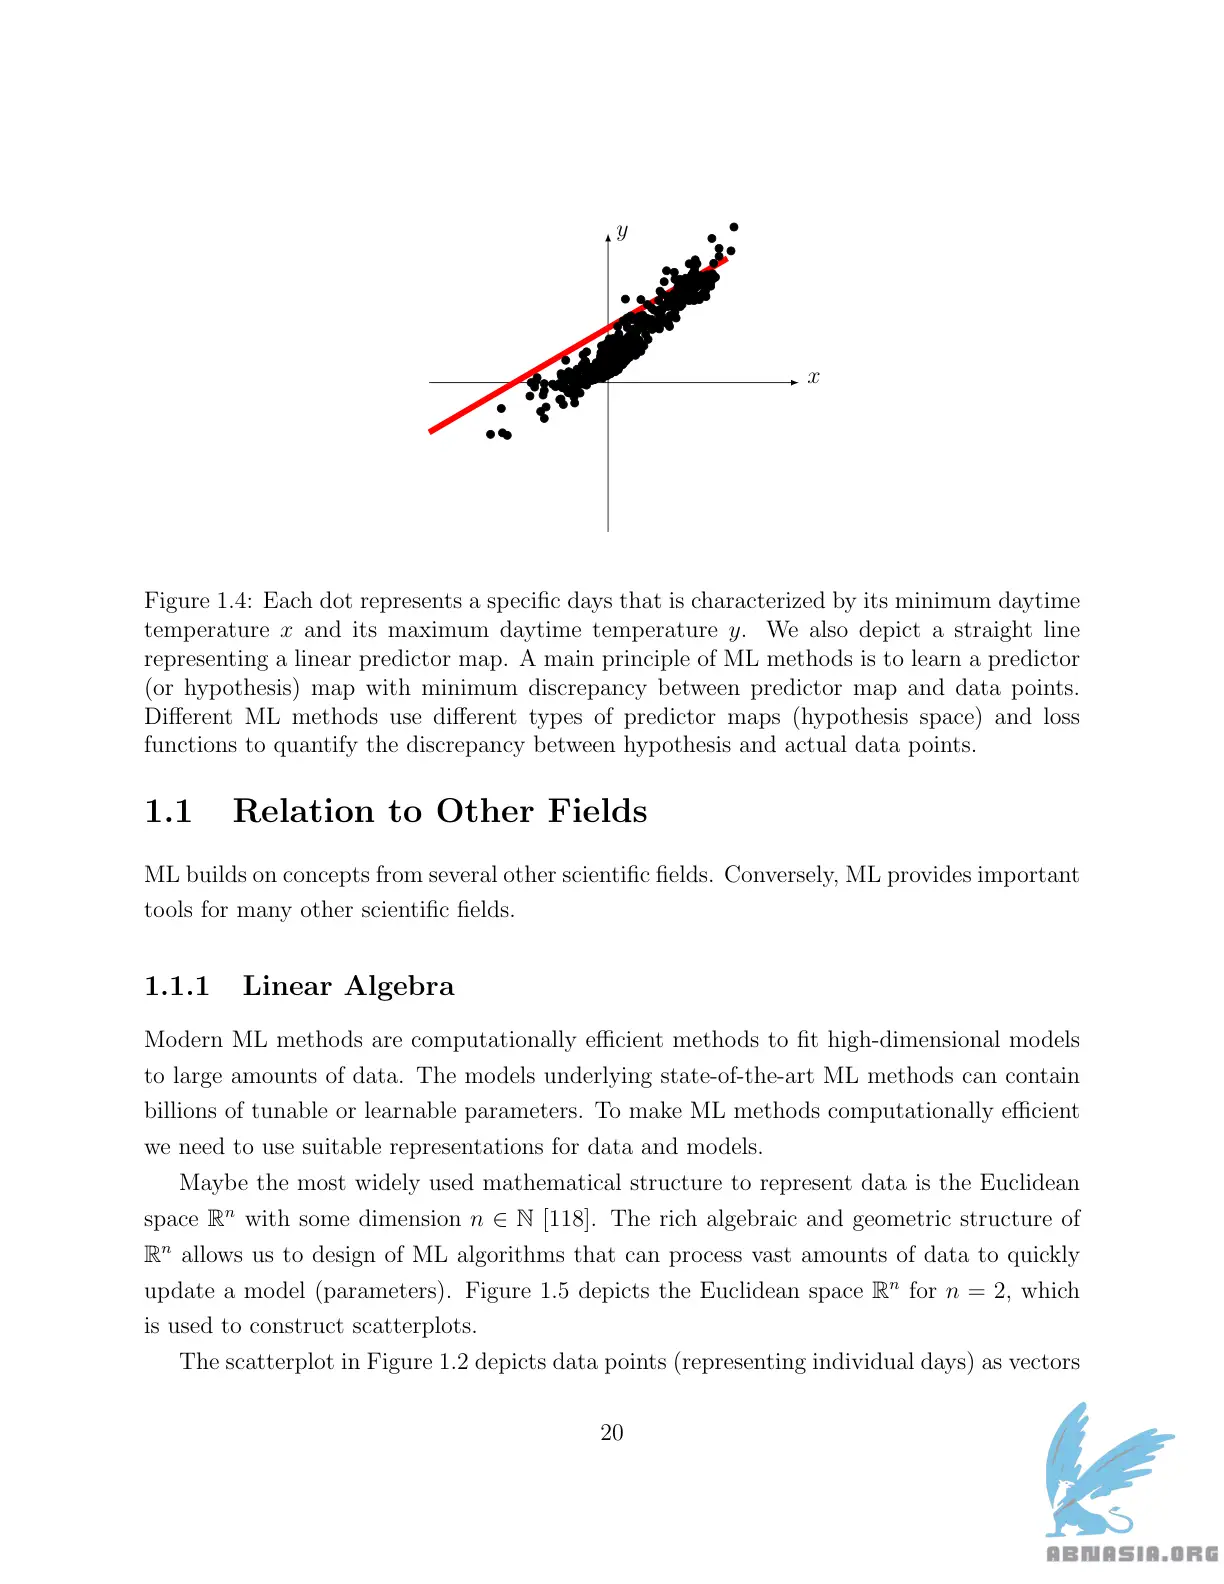 y
x
Figure 1.4: Each dot represents a specific days that is characterized by its minimum daytime
temperature x and its maximum daytime temperature y. We also depict a straight line
representing a linear predictor map. A main principle of ML methods is to learn a predictor
(or hypothesis) map with minimum discrepancy between predictor map and data points.
Different ML methods use different types of predictor maps (hypothesis space) and loss
functions to quantify the discrepancy between hypothesis and actual data points.
1.1 Relation to Other Fields
ML builds on concepts from several other scientific fields. Conversely, ML provides important
tools for many other scientific fields.
1.1.1 Linear Algebra
Modern ML methods are computationally efficient methods to fit high-dimensional models
to large amounts of data. The models underlying state-of-the-art ML methods can contain
billions of tunable or learnable parameters. To make ML methods computationally efficient
we need to use suitable representations for data and models.
Maybe the most widely used mathematical structure to represent data is the Euclidean
space ℝⁿ with some dimension n ∈ ℕ [118]. The rich algebraic and geometric structure of
ℝⁿ allows us to design of ML algorithms that can process vast amounts of data to quickly
update a model (parameters). Figure 1.5 depicts the Euclidean space ℝⁿ for n = 2, which
is used to construct scatterplots.
The scatterplot in Figure 1.2 depicts data points (representing individual days) as vectors
20
ABNASIA.ORG